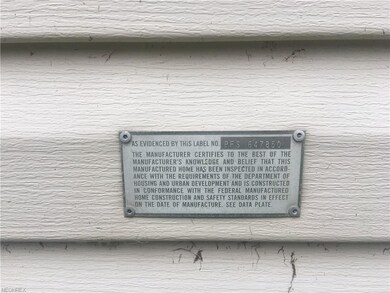 AS EVIDENCED BY THIS LABEL NO. PFS 647850
THE MANUFACTURER CERTIFIES TO THE BEST OF THE
MANUFACTURER'S KNOWLEDGE AND BELIEF THAT THIS
MANUFACTURED HOME HAS BEEN INSPECTED IN ACCORD-
ANCE WITH THE REQUIREMENTS OF THE DEPARTMENT OF
HOUSING AND URBAN DEVELOPMENT AND IS CONSTRUCTED
IN CONFORMANCE WITH THE FEDERAL MANUFACTURED
HOME CONSTRUCTION AND SAFETY STANDARDS IN EFFECT
ON THE DATE OF MANUFACTURE. SEE DATA PLATE.